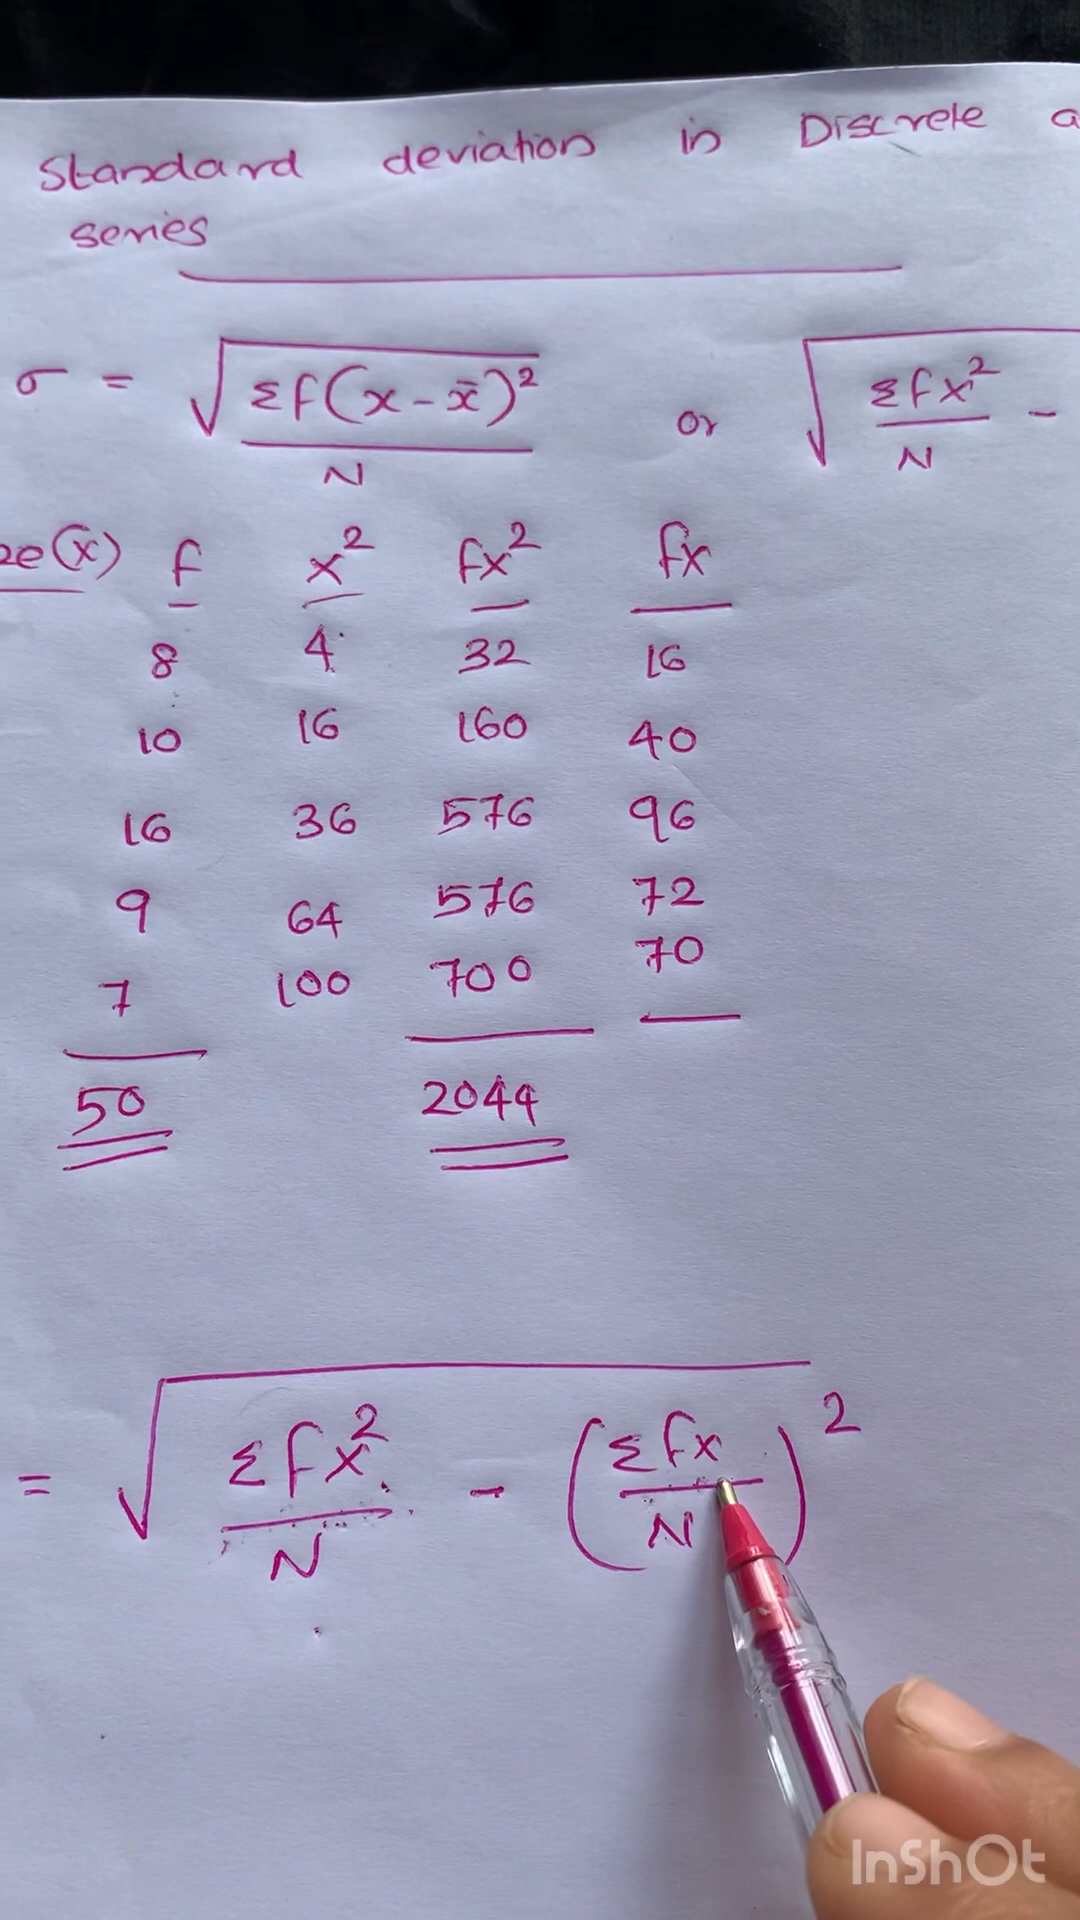 Standard deviation in Discrete a
series
σ = √Σf(x-x̄)² / N or √Σfx² / N -
ze(x) f x² fx² fx
8 4 32 16
10 16 160 40
16 36 576 96
9 64 576 72
7 100 700 70
50 2044
= √Σfx² / N - (Σfx / N)²
InShOt